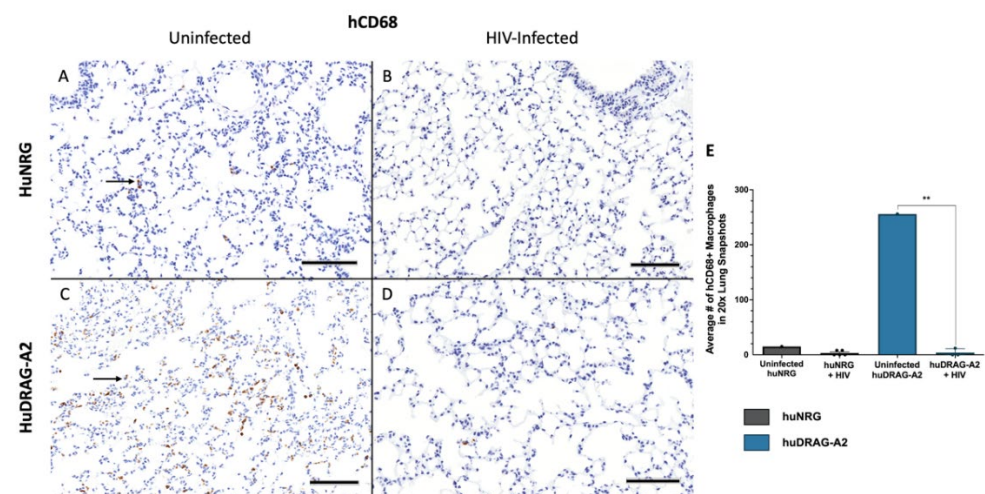 hCD68
Uninfected
HIV-Infected
HuNRG
A
B
HuDRAG-A2
C
D
E
Average # of hCD68+ Macrophages
in 20x Lung Snapshots
300
200
100
0
**
Uninfected
huNRG
huNRG
+ HIV
Uninfected
huDRAG-A2
huDRAG-A2
+ HIV
huNRG
huDRAG-A2